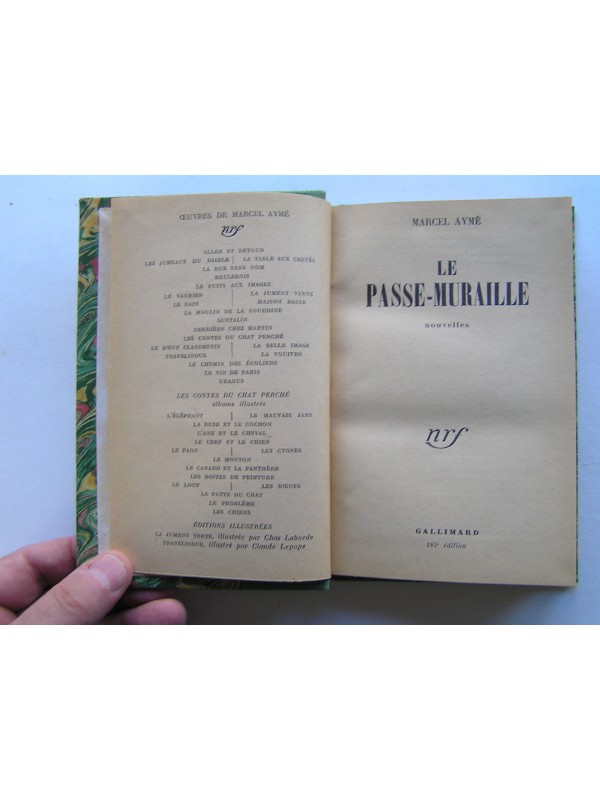 ŒUVRES DE MARCEL AYMÉ
nrf
ALLER ET RETOUR
LES JUMEAUX DU DIABLE | LA TABLE AUX CREVÉS
LA RUE SANS NOM
BRULEBOIS
LE PUITS AUX IMAGES
LE VAURIEN | LA JUMENT VERTE
LE NAIN | MAISON BASSE
LA MOULIN DE LA SOURDINE
GUSTALIN
DERRIÈRE CHEZ MARTIN
LES CONTES DU CHAT PERCHÉ
LE BŒUF CLANDESTIN | LA BELLE IMAGE
TRAVELINGUE | LA VOUIVRE
LE CHEMIN DES ÉCOLIERS
LE VIN DE PARIS
URANUS
LES CONTES DU CHAT PERCHÉ
albums illustrés
L'ÉLÉPHANT | LE MAUVAIS JARS
LA BUSE ET LE COCHON
L'ANE ET LE CHEVAL
LE CERF ET LE CHIEN
LE PAON | LES CYGNES
LE MOUTON
LE CANARD ET LA PANTHÈRE
LES BOITES DE PEINTURE
LE LOUP | LES BŒUFS
LA PATTE DU CHAT
LE PROBLÈME
LES CHIENS
ÉDITIONS ILLUSTRÉES
LA JUMENT VERTE, illustrée par Chas Laborde
TRAVELINGUE, illustré par Claude Lepape
MARCEL AYMÉ
LE
PASSE-MURAILLE
nouvelles
nrf
GALLIMARD
édition